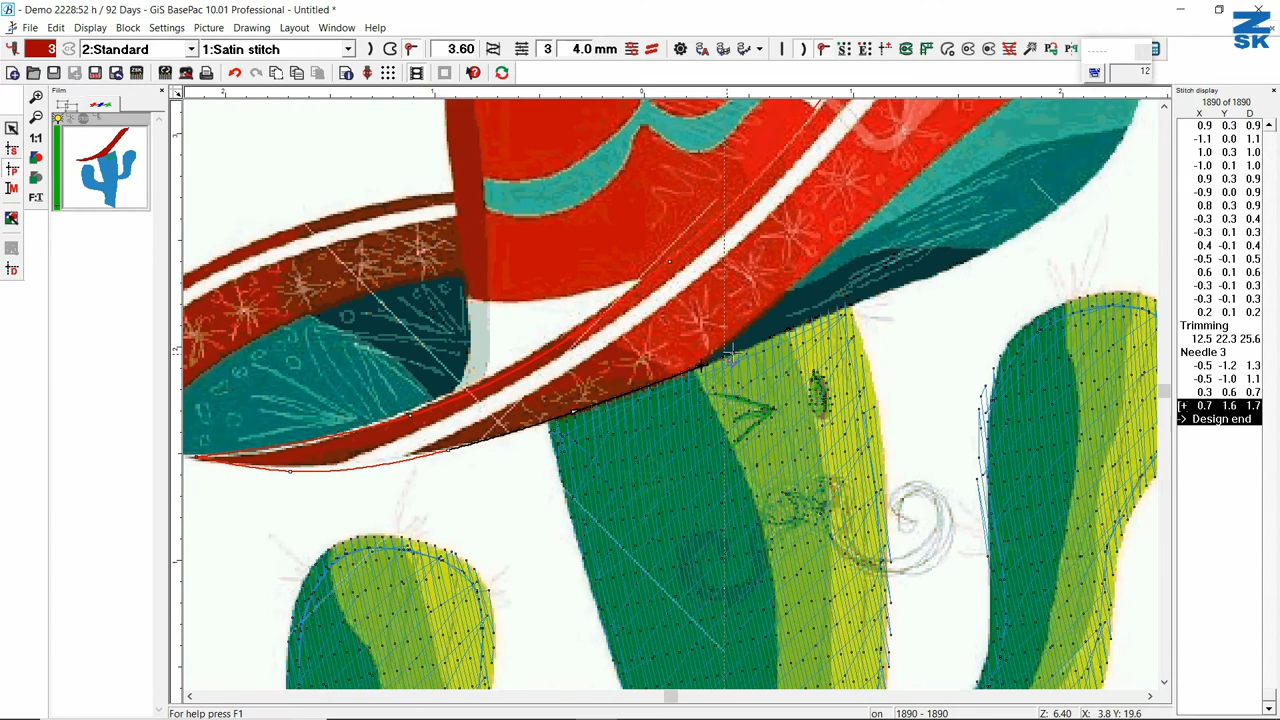 - Demo 2228:52 h / 92 Days - GiS BasePac 10.01 Professional - Untitled *
File Edit Display Block Settings Picture Drawing Layout Window Help
3 2:Standard 1:Satin stitch 3.60 3 4.0 mm
Z
SK
12
Film
1:1
F:T
2 1 0 1 2
Stitch display
1890 of 1890
X Y D
0.9 0.3 0.9
-1.1 0.0 1.1
1.0 0.3 1.0
-1.0 0.1 1.0
0.9 0.3 0.9
-0.9 0.0 0.9
0.8 0.3 0.9
-0.3 0.4 0.5
-0.3 0.1 0.3
0.4 -0.1 0.4
-0.5 -0.1 0.5
0.6 0.1 0.6
-0.3 -0.1 0.3
-0.3 -0.1 0.3
0.2 0.1 0.2
Trimming
12.5 22.3 25.6
Needle 3
-0.5 -1.2 1.3
-0.5 -1.0 1.1
0.3 0.6 0.7
[+ 0.7 1.6 1.7
-> Design end
For help press F1 on 1890 - 1890 Z: 6.40 X: 3.8 Y: 19.6